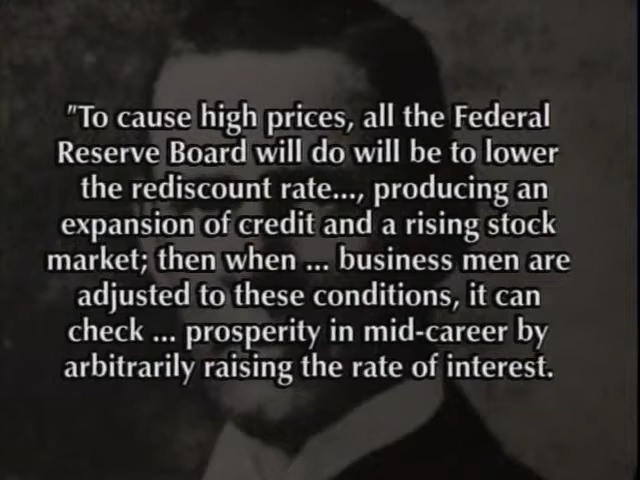 "To cause high prices, all the Federal
Reserve Board will do will be to lower
the rediscount rate..., producing an
expansion of credit and a rising stock
market; then when ... business men are
adjusted to these conditions, it can
check ... prosperity in mid-career by
arbitrarily raising the rate of interest.